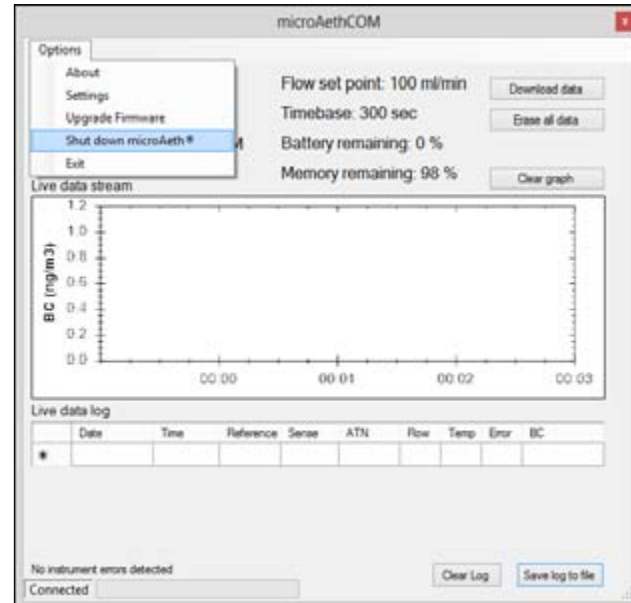 microAethCOM
x
Options
About
Settings
Upgrade Firmware
Shut down microAeth®
Exit
Flow set point: 100 ml/min
Timebase: 300 sec
Battery remaining: 0 %
Memory remaining: 98 %
Download data
Erase all data
Clear graph
Live data stream
1.2
1.0
0.8
0.6
0.4
0.2
0.0
BC (mg/m3)
00:00 00:01 00:02 00:03
Live data log
Date Time Reference Sense ATN Flow Temp Error BC
*
No instrument errors detected
Clear Log Save log to file
Connected